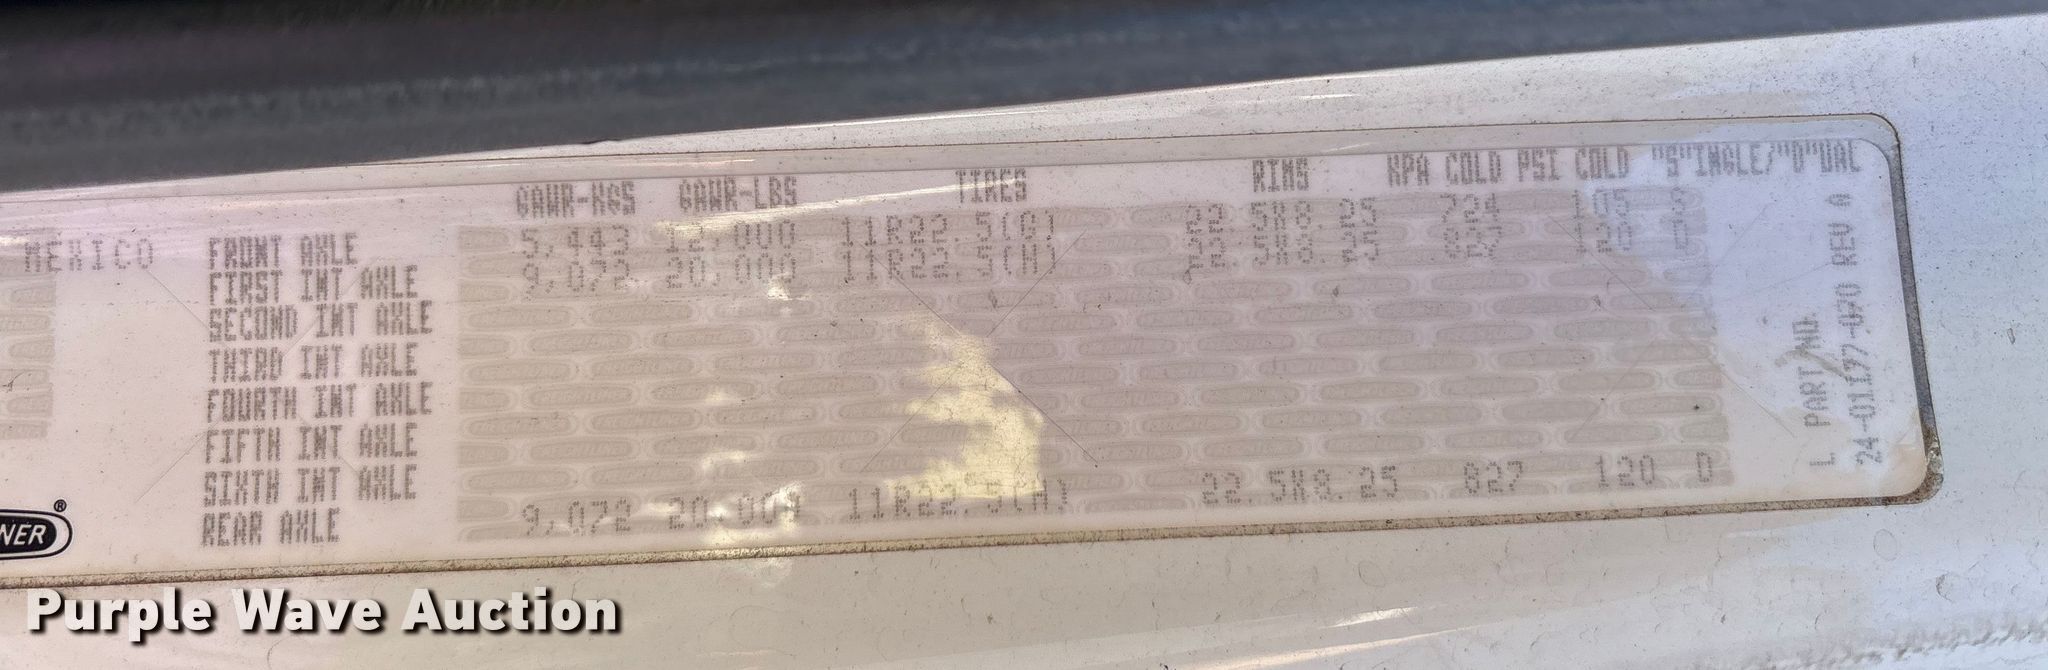 GAWR-KGS GAWR-LBS TIRES RIMS KPA COLD PSI COLD "S"INGLE/"D"UAL
MEXICO FRONT AXLE 5,443 12,000 11R22.5(G) 22.5X8.25 724 105
FIRST INT AXLE 9,072 20,000 11R22.5(H) 22.5X8.25 827 120
SECOND INT AXLE
THIRD INT AXLE
FOURTH INT AXLE
FIFTH INT AXLE
SIXTH INT AXLE
REAR AXLE 9,072 20,000 11R22.5(H) 22.5X8.25 827 120 D
PART NO.
24-01137-030 REV
NER®
Purple Wave Auction